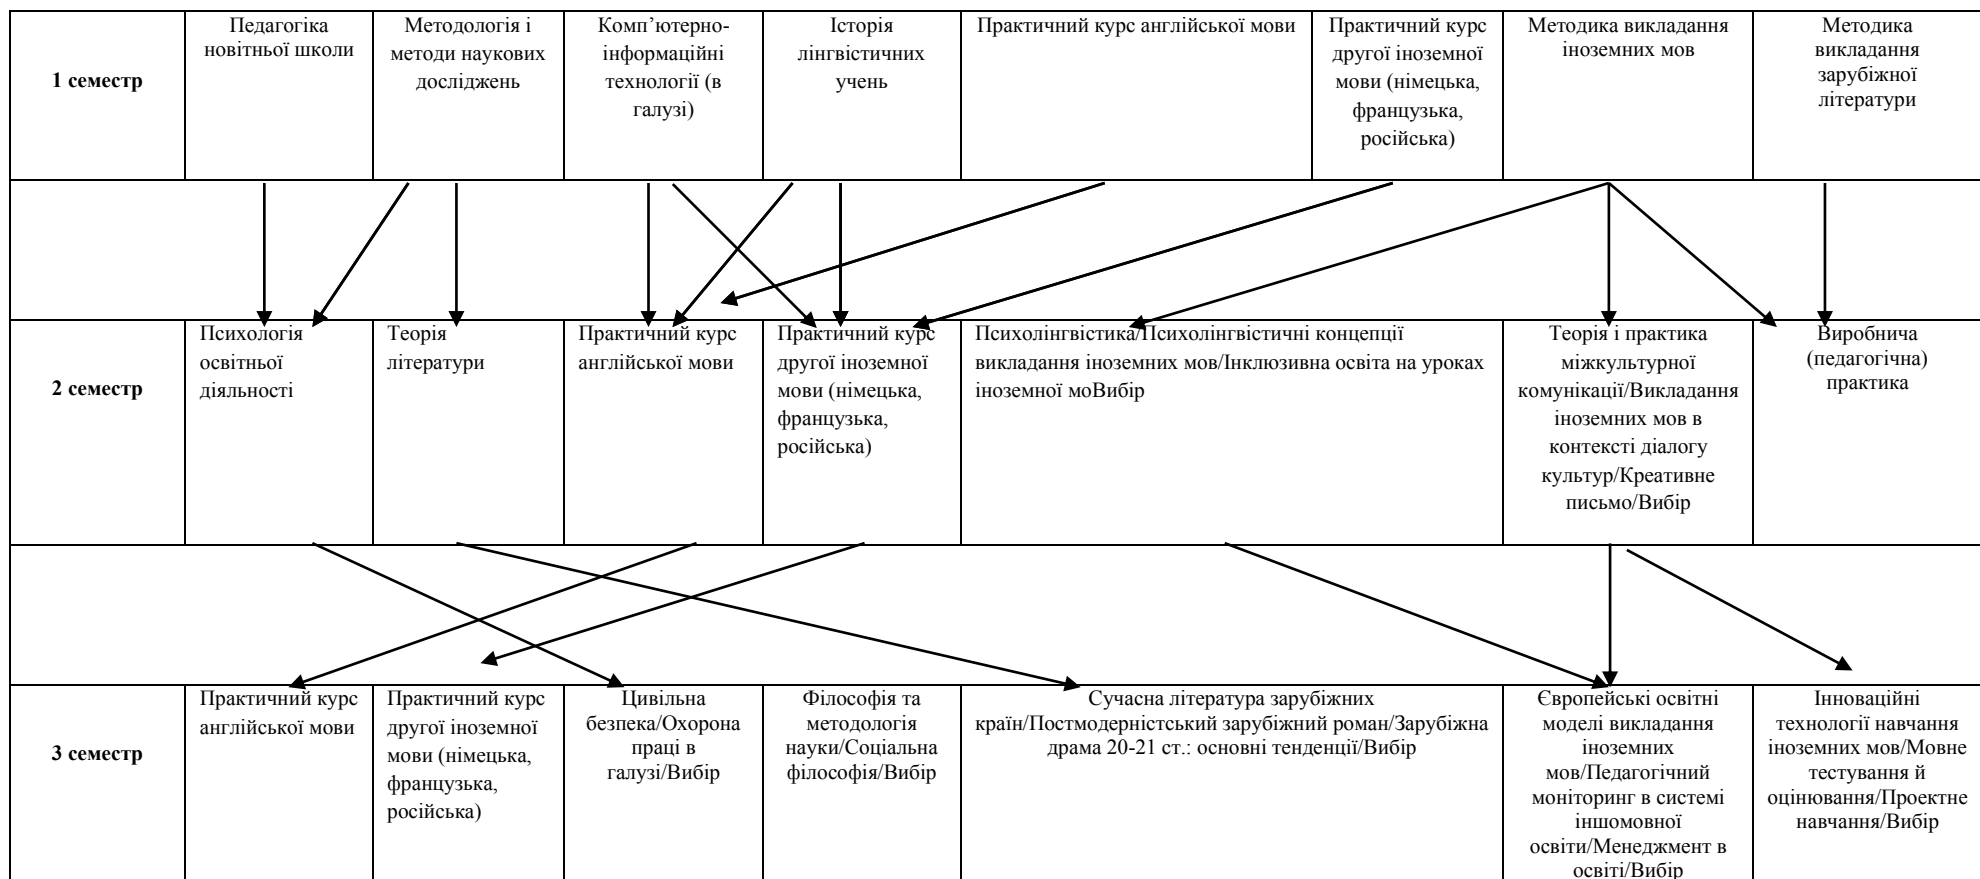 1 семестр
Педагогіка
новітньої школи
Методологія і
методи наукових
досліджень
Комп’ютерно-
інформаційні
технології (в
галузі)
Історія
лінгвістичних
учень
Практичний курс англійської мови
Практичний курс
другої іноземної
мови (німецька,
французька,
російська)
Методика викладання
іноземних мов
Методика
викладання
зарубіжної
літератури
2 семестр
Психологія
освітньої
діяльності
Теорія
літератури
Практичний курс
англійської мови
Практичний курс
другої іноземної
мови (німецька,
французька,
російська)
Психолінгвістика/Психолінгвістичні концепції
викладання іноземних мов/Інклюзивна освіта на уроках
іноземної моВибір
Теорія і практика
міжкультурної
комунікації/Викладання
іноземних мов в
контексті діалогу
культур/Креативне
письмо/Вибір
Виробнича
(педагогічна)
практика
3 семестр
Практичний курс
англійської мови
Практичний курс
другої іноземної
мови (німецька,
французька,
російська)
Цивільна
безпека/Охорона
праці в
галузі/Вибір
Філософія та
методологія
науки/Соціальна
філософія/Вибір
Сучасна література зарубіжних
країн/Постмодерністський зарубіжний роман/Зарубіжна
драма 20-21 ст.: основні тенденції/Вибір
Європейські освітні
моделі викладання
іноземних
мов/Педагогічний
моніторинг в системі
іншомовної
освіти/Менеджмент в
освіті/Вибір
Інноваційні
технології навчання
іноземних мов/Мовне
тестування й
оцінювання/Проектне
навчання/Вибір